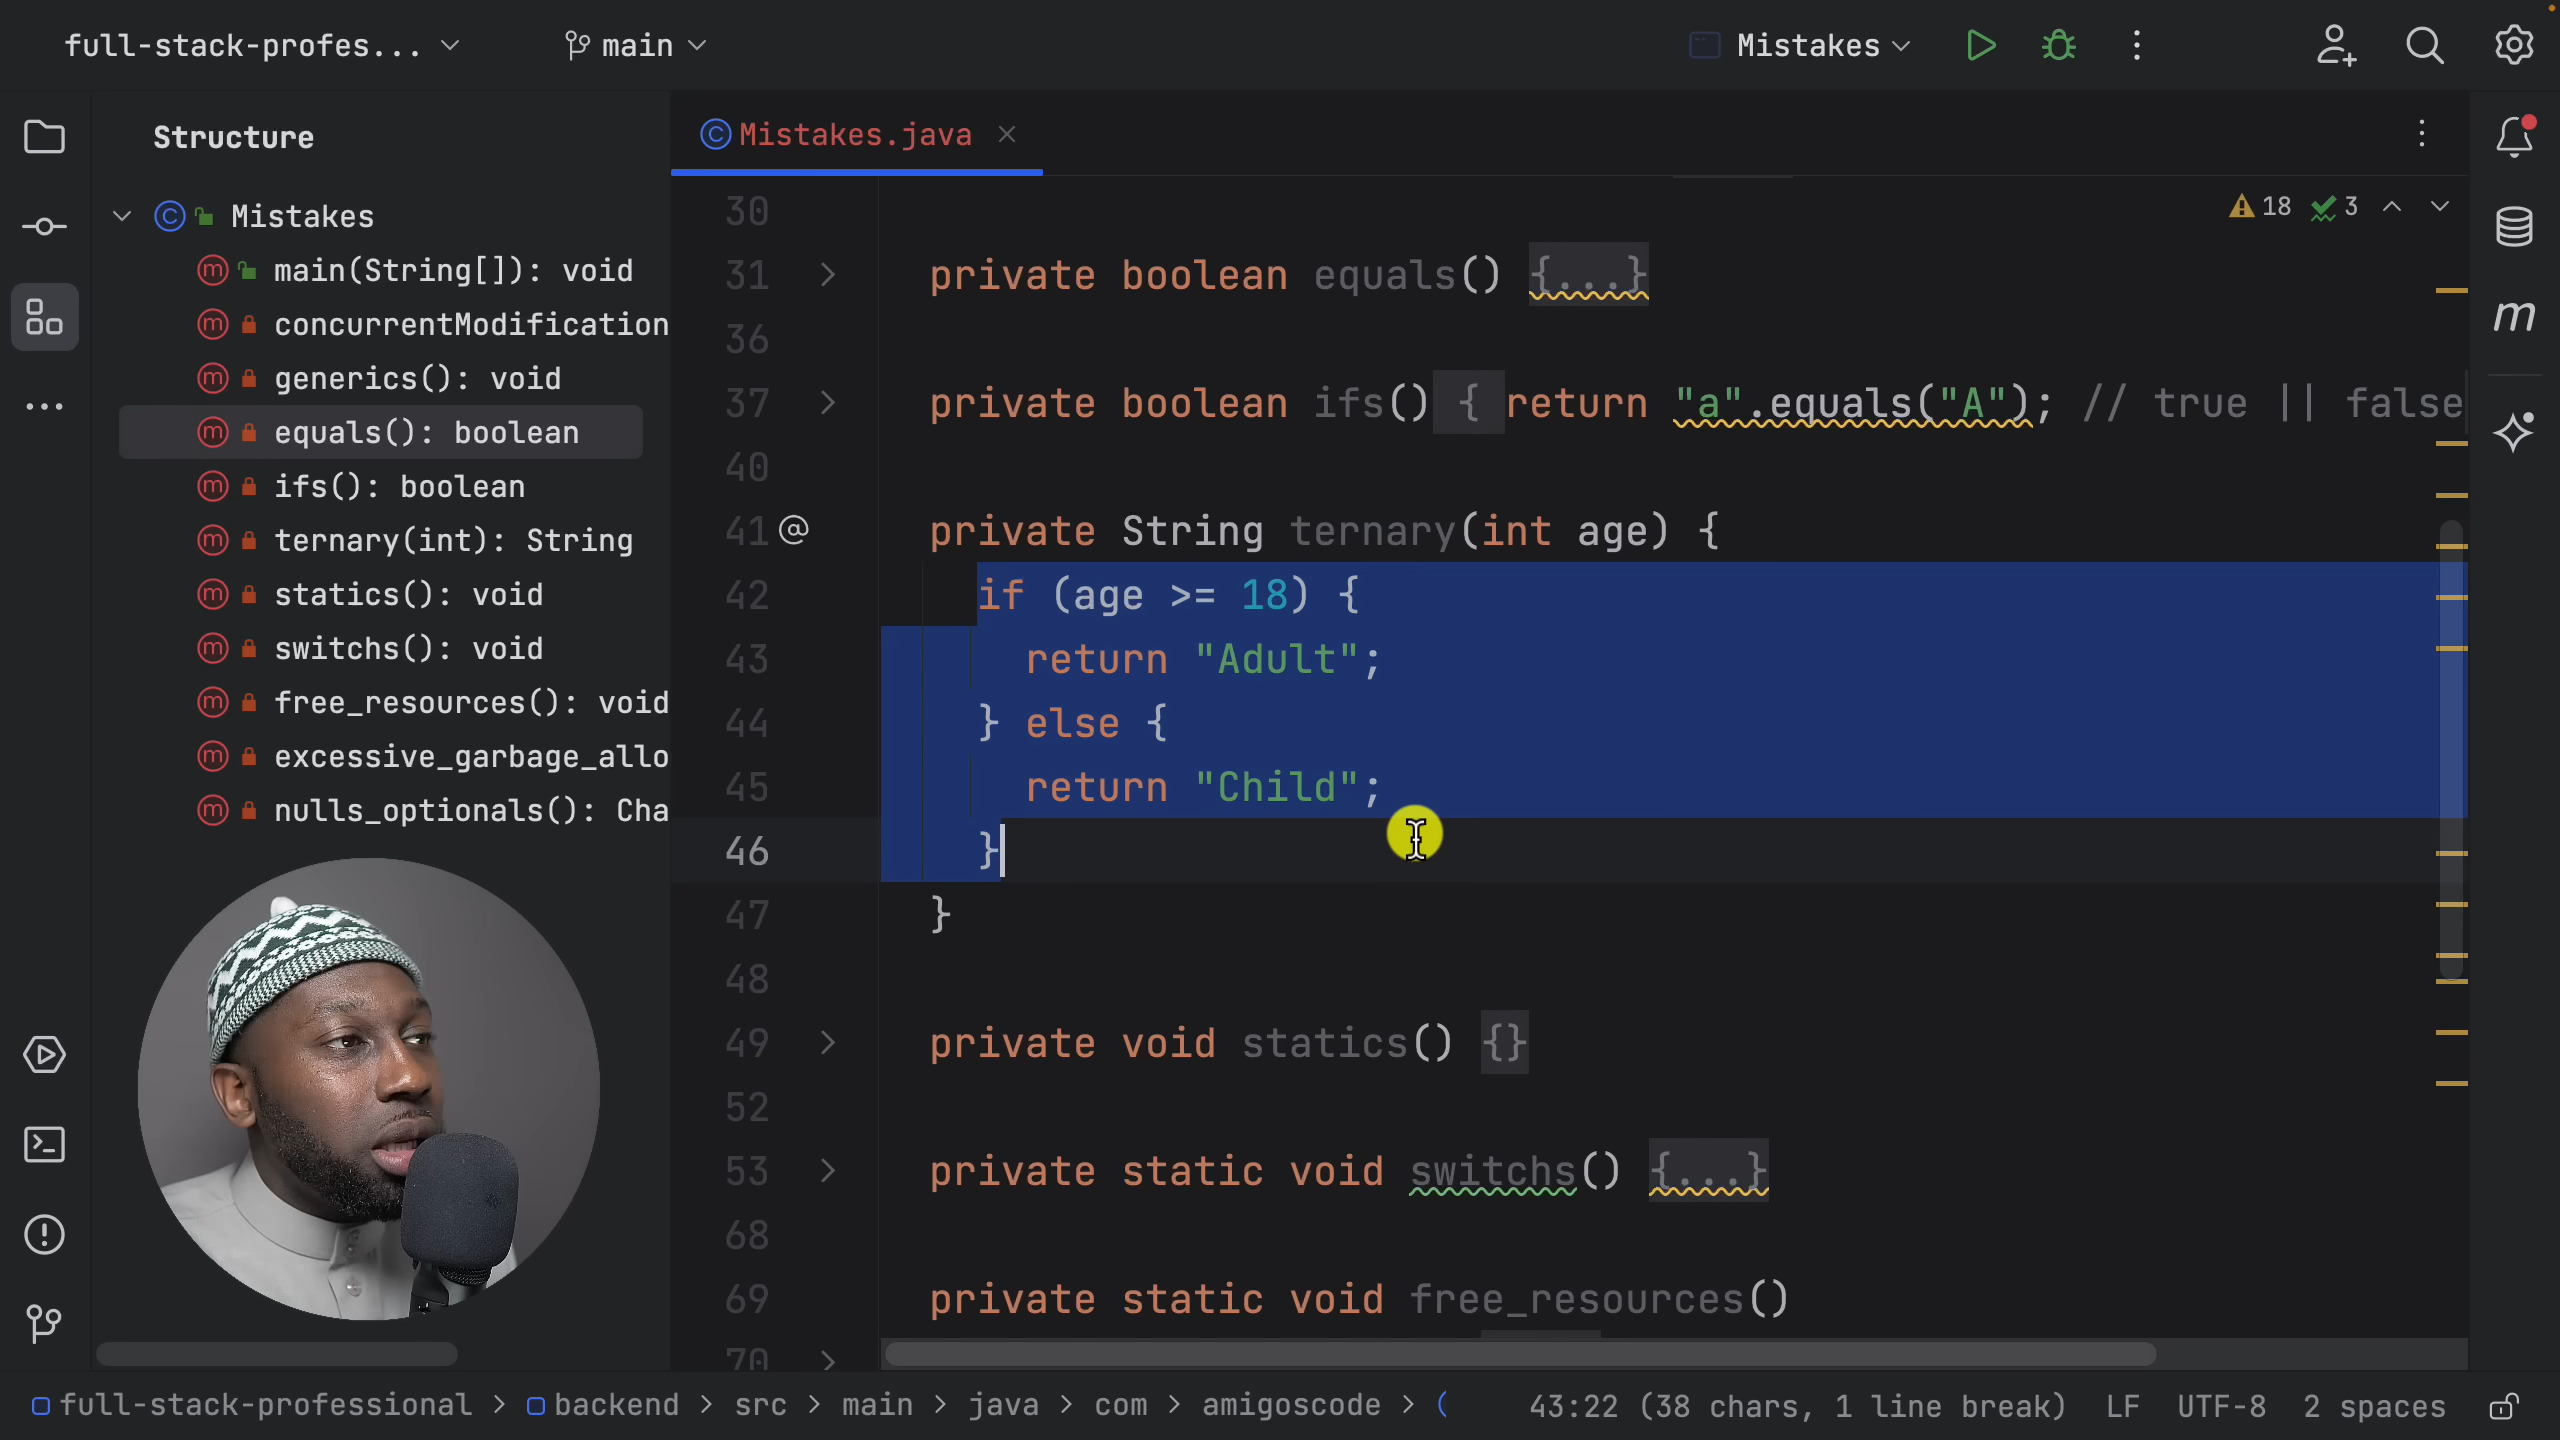 full-stack-profes...
main
Mistakes
Structure
Mistakes
main(String[]): void
concurrentModification
generics(): void
equals(): boolean
ifs(): boolean
ternary(int): String
statics(): void
switchs(): void
free_resources(): void
excessive_garbage_allo
nulls_optionals(): Cha
Mistakes.java
18 3
30
31 private boolean equals() {...}
36
37 private boolean ifs() { return "a".equals("A"); // true || false
40
41 @ private String ternary(int age) {
42 if (age >= 18) {
43 return "Adult";
44 } else {
45 return "Child";
46 }
47 }
48
49 private void statics() {}
52
53 private static void switchs() {...}
68
69 private static void free_resources()
70
full-stack-professional > backend > src > main > java > com > amigoscode > 43:22 (38 chars, 1 line break) LF UTF-8 2 spaces